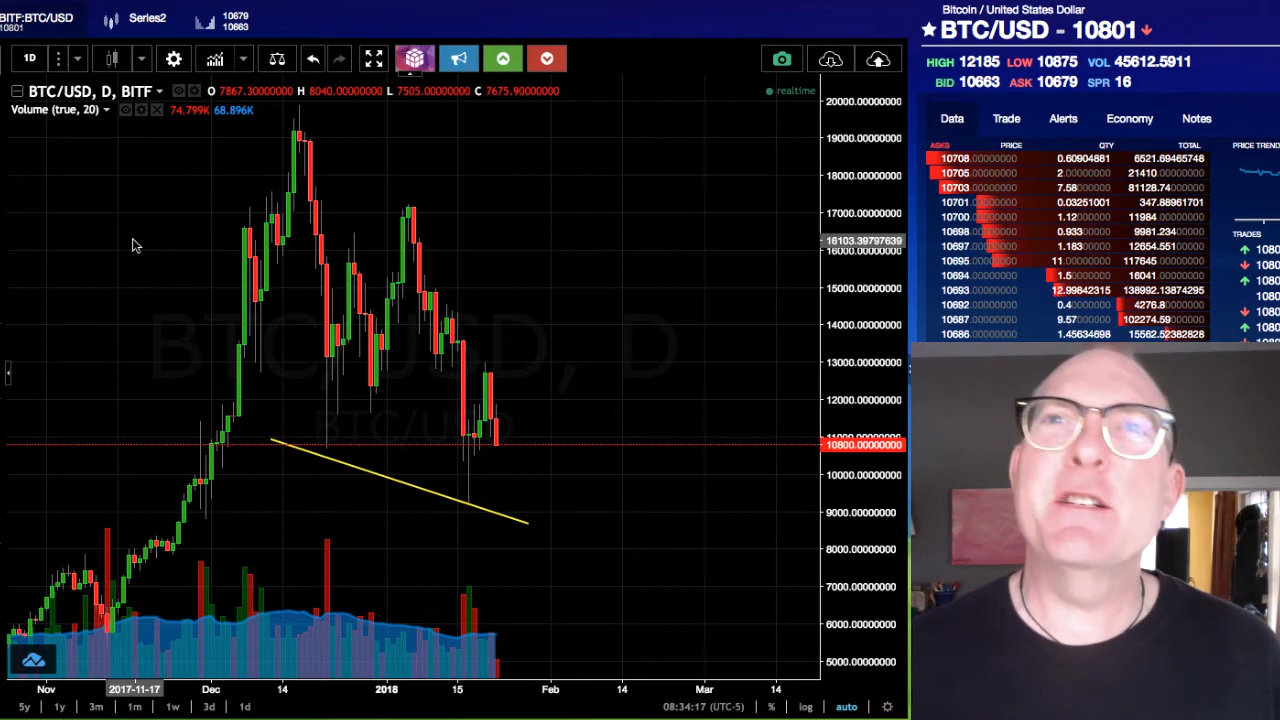 BITF:BTC/USD
10801
Series2
10679
10663
1D
BTC/USD, D, BITF O 7867.30000000 H 8040.00000000 L 7505.00000000 C 7675.90000000
realtime
Volume (true, 20) 74.799K 68.896K
BTC/USD, D
BTC/USD
20000.00000000
19000.00000000
18000.00000000
17000.00000000
16103.39797639
16000.00000000
15000.00000000
14000.00000000
13000.00000000
12000.00000000
11000.00000000
10800.00000000
10000.00000000
9000.00000000
8000.00000000
7000.00000000
6000.00000000
5000.00000000
Nov 2017-11-17 Dec 14 2018 15 Feb 14 Mar 14
5y 1y 3m 1m 1w 3d 1d 08:34:17 (UTC-5) % log auto
Bitcoin / United States Dollar
BTC/USD - 10801
HIGH 12185 LOW 10875 VOL 45612.5911
BID 10663 ASK 10679 SPR 16
Data Trade Alerts Economy Notes
ASKS PRICE QTY TOTAL PRICE TREND
10708.00000000 0.60904881 6521.69465748
10705.00000000 2.00000000 21410.00000000
10703.00000000 7.58000000 81128.74000000
10701.00000000 0.03251001 347.88961701
10700.00000000 1.12000000 11984.00000000
10698.00000000 0.93300000 9981.23400000
10697.00000000 1.18300000 12654.55100000
10695.00000000 11.00000000 117645.00000000
10694.00000000 1.50000000 16041.00000000
10693.00000000 12.99842315 138992.13874295
10692.00000000 0.40000000 4276.80000000
10687.00000000 9.57000000 102274.59000000
10686.00000000 1.45634698 15562.52382828
TRADES